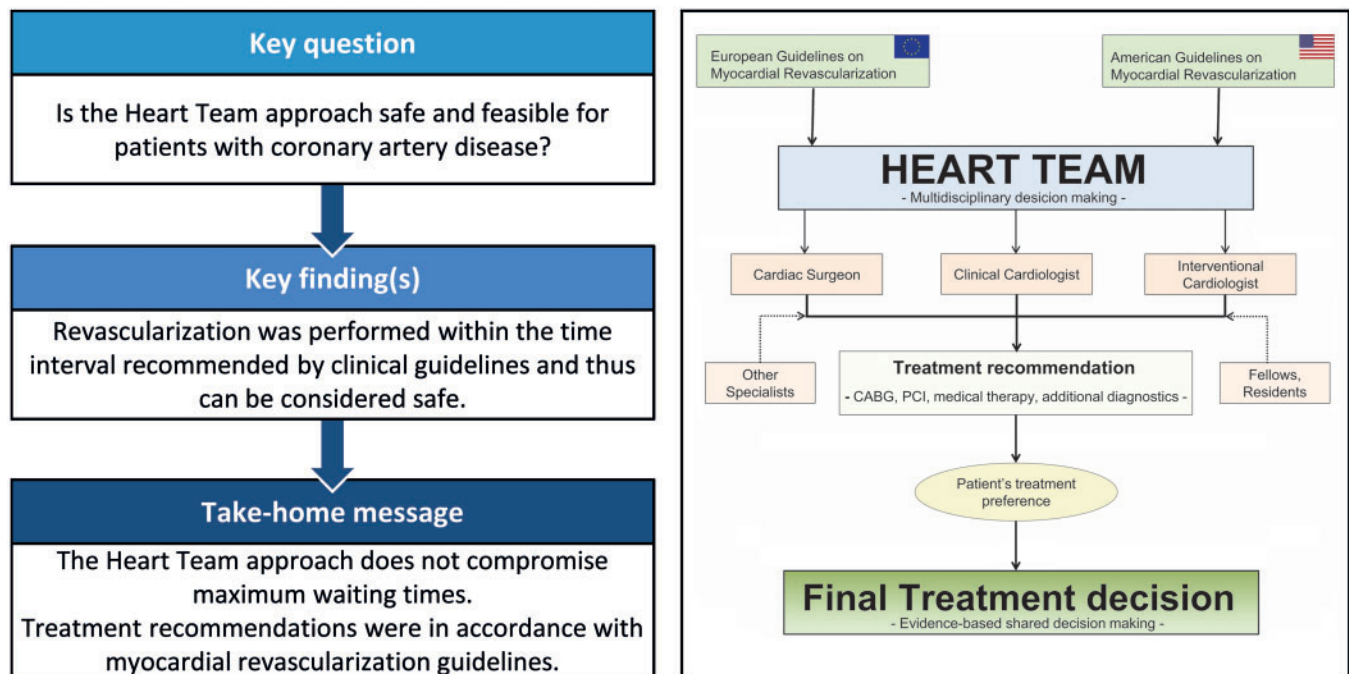 Key question
Is the Heart Team approach safe and feasible for
patients with coronary artery disease?
Key finding(s)
Revascularization was performed within the time
interval recommended by clinical guidelines and thus
can be considered safe.
Take-home message
The Heart Team approach does not compromise
maximum waiting times.
Treatment recommendations were in accordance with
myocardial revascularization guidelines.
European Guidelines on
Myocardial Revascularization
American Guidelines on
Myocardial Revascularization
HEART TEAM
- Multidisciplinary desicion making -
Cardiac Surgeon
Clinical Cardiologist
Interventional
Cardiologist
Other
Specialists
Treatment recommendation
- CABG, PCI, medical therapy, additional diagnostics -
Fellows,
Residents
Patient's treatment
preference
Final Treatment decision
- Evidence-based shared decision making -